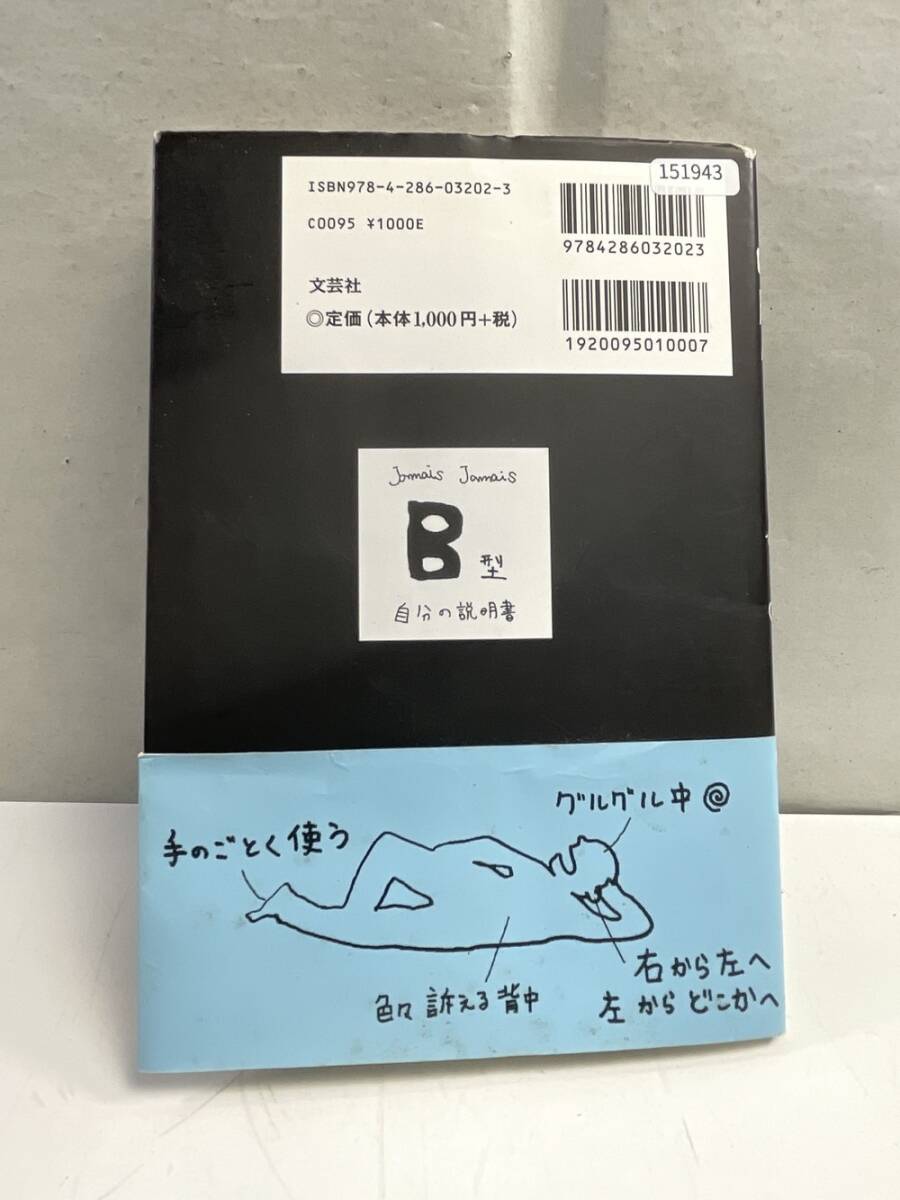 151943
ISBN978-4-286-03202-3
C0095 ¥1000E
9784286032023
文芸社
◎定価(本体1,000円+税)
1920095010007
Jamais Jamais
B型
自分の説明書
グルグル中
手のごとく使う
右から左へ
左からどこかへ
色々訴える背中